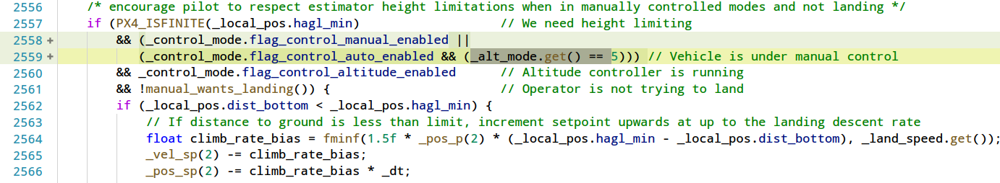 2556 /* encourage pilot to respect estimator height limitations when in manually controlled modes and not landing */
2557 if (PX4_ISFINITE(_local_pos.hagl_min) // We need height limiting
2558 + && (_control_mode.flag_control_manual_enabled ||
2559 + (_control_mode.flag_control_auto_enabled && (_alt_mode.get() == 5))) // Vehicle is under manual control
2560 && _control_mode.flag_control_altitude_enabled // Altitude controller is running
2561 && !manual_wants_landing()) { // Operator is not trying to land
2562 if (_local_pos.dist_bottom < _local_pos.hagl_min) {
2563 // If distance to ground is less than limit, increment setpoint upwards at up to the landing descent rate
2564 float climb_rate_bias = fminf(1.5f * _pos_p(2) * (_local_pos.hagl_min - _local_pos.dist_bottom), _land_speed.get());
2565 _vel_sp(2) -= climb_rate_bias;
2566 _pos_sp(2) -= climb_rate_bias * _dt;